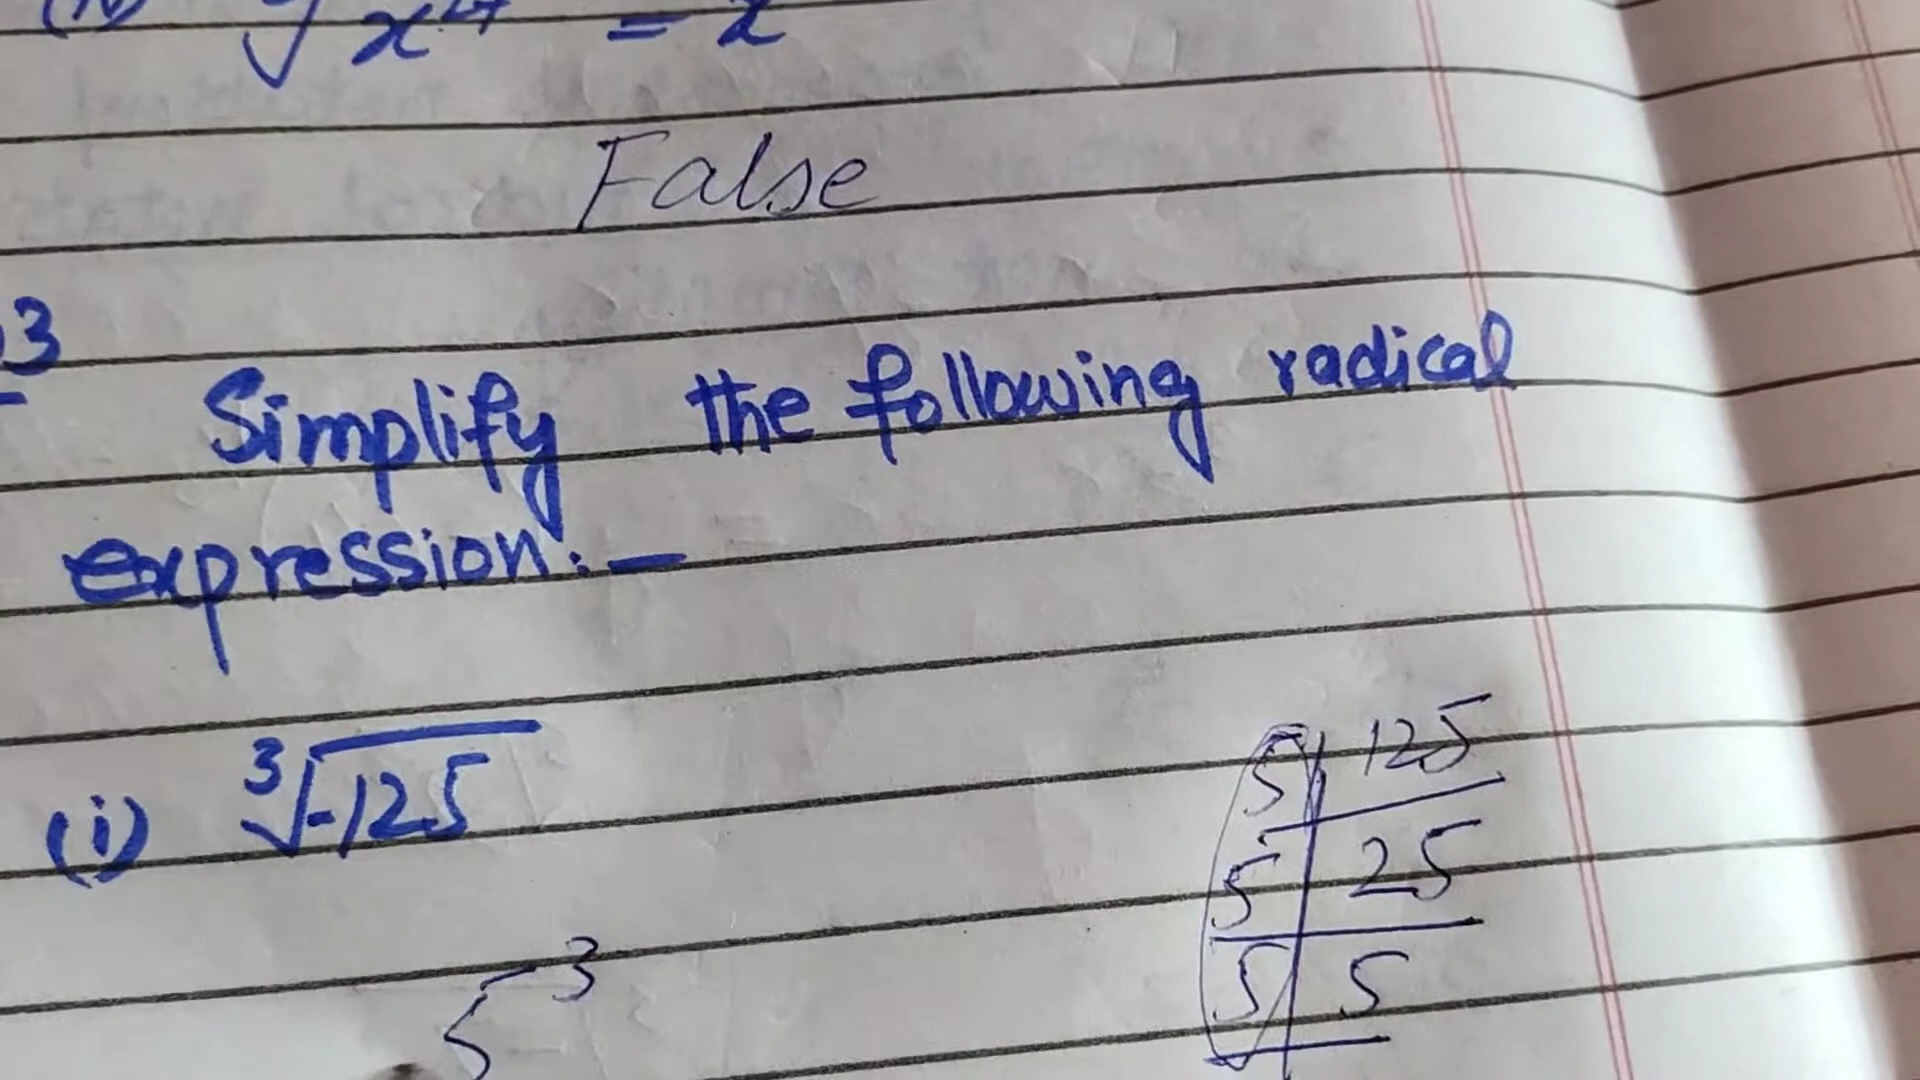 = x
False
3
Simplify the following radical
expression:-
(i) ∛-125
5 | 125
5 | 25
5 | 5
5³